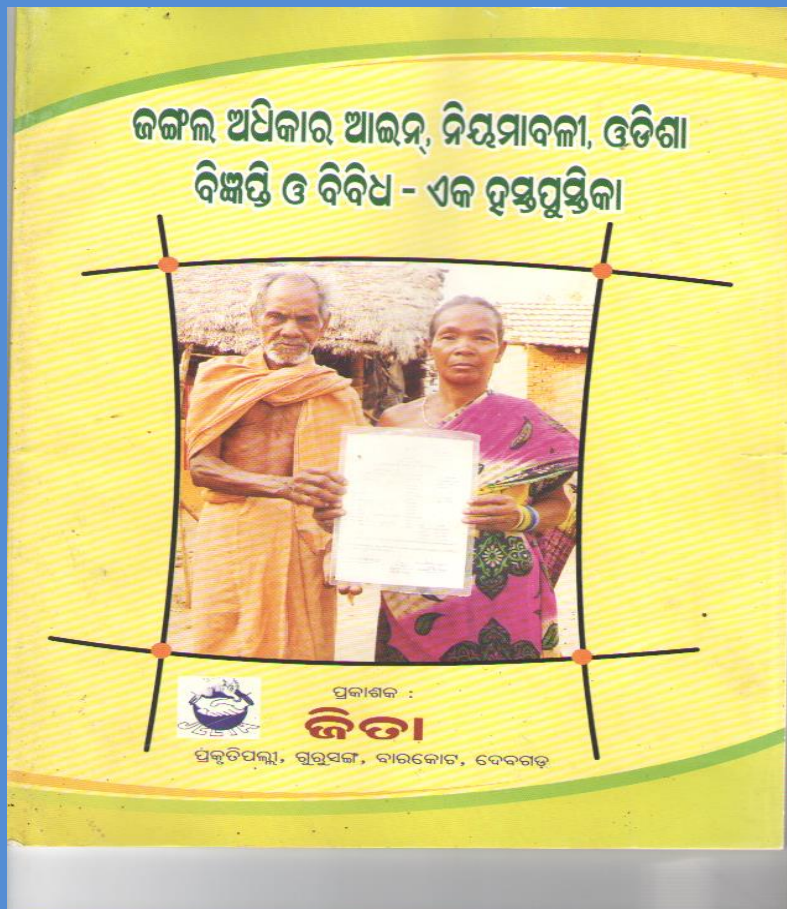 ଜଙ୍ଗଲ ଅଧିକାର ଆଇନ୍, ନିୟମାବଳୀ, ଓଡିଶା
ବିଜ୍ଞପ୍ତି ଓ ବିବିଧ - ଏକ ହସ୍ତପୁସ୍ତିକା
ପ୍ରକାଶକ :
ଜିତା
ପ୍ରକୃତିପଲ୍ଲୀ, ଗୁରୁସଙ୍ଗ, ବାରକୋଟ, ଦେବଗଡ଼